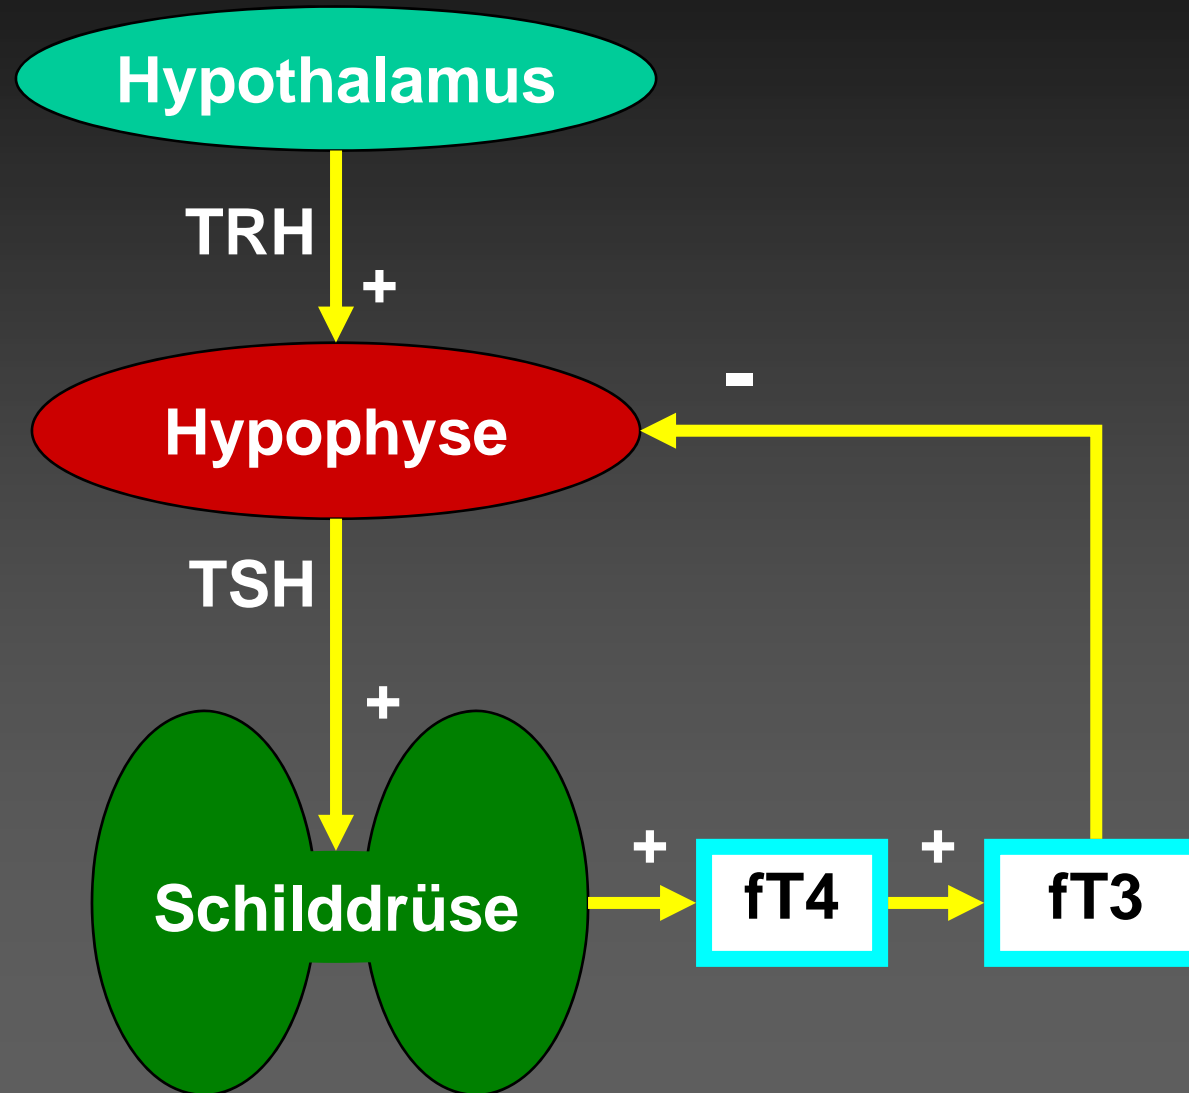 Hypothalamus
TRH
+
-
Hypophyse
TSH
+
+
+
fT4
fT3
Schilddrüse